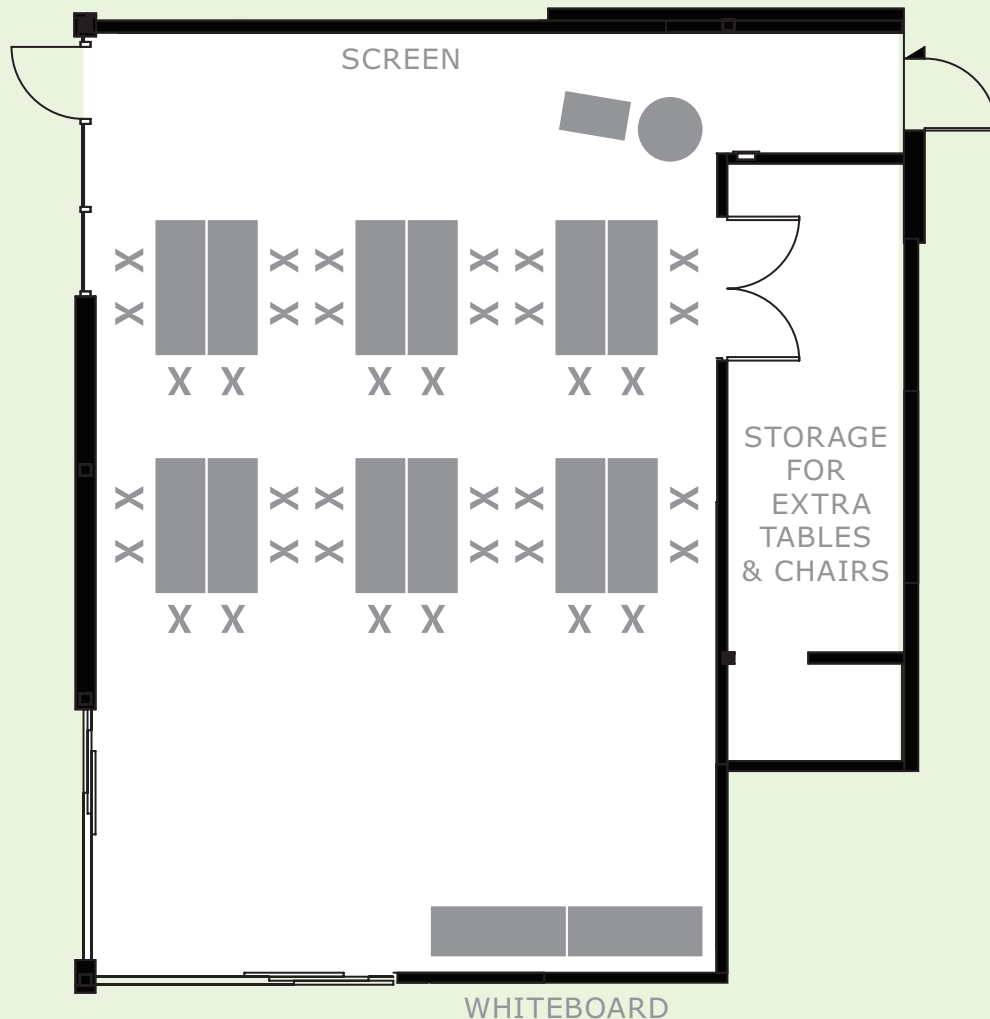 SCREEN
STORAGE
FOR
EXTRA
TABLES
& CHAIRS
WHITEBOARD